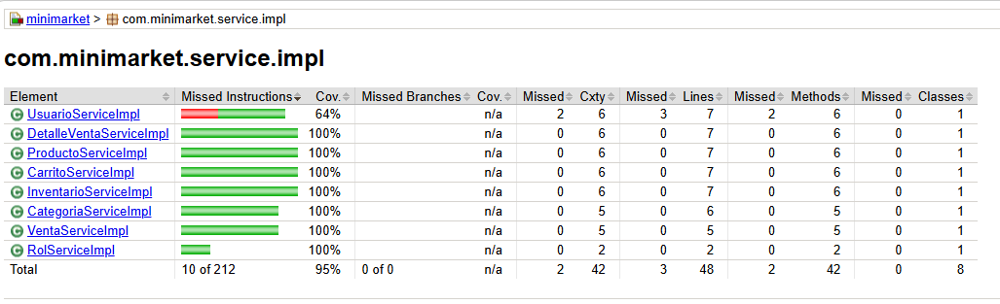 minimarket > com.minimarket.service.impl
com.minimarket.service.impl
Element Missed Instructions Cov. Missed Branches Cov. Missed Cxty Missed Lines Missed Methods Missed Classes
UsuarioServiceImpl 64% n/a 2 6 3 7 2 6 0 1
DetalleVentaServiceImpl 100% n/a 0 6 0 7 0 6 0 1
ProductoServiceImpl 100% n/a 0 6 0 7 0 6 0 1
CarritoServiceImpl 100% n/a 0 6 0 7 0 6 0 1
InventarioServiceImpl 100% n/a 0 6 0 7 0 6 0 1
CategoriaServiceImpl 100% n/a 0 5 0 6 0 5 0 1
VentaServiceImpl 100% n/a 0 5 0 5 0 5 0 1
RolServiceImpl 100% n/a 0 2 0 2 0 2 0 1
Total 10 of 212 95% 0 of 0 n/a 2 42 3 48 2 42 0 8